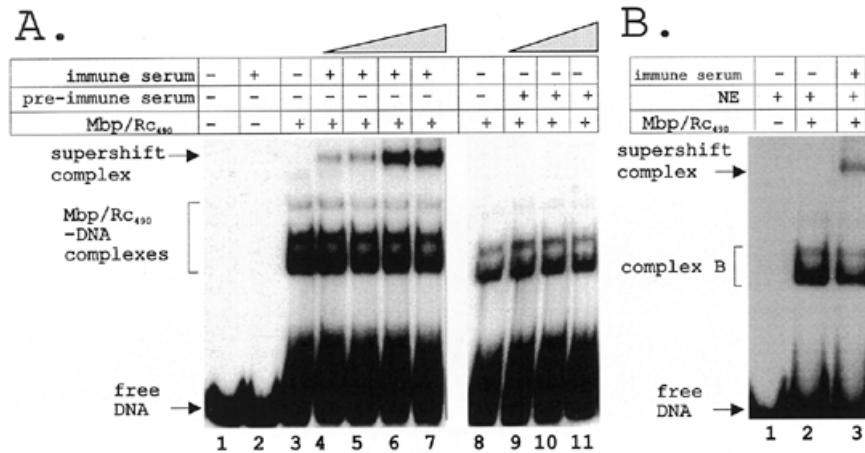 A.
immune serum - + - + + + + - - - -
pre-immune serum - - - - - - - - + + +
Mbp/Rc₄₉₀ - - + + + + + + + + +
supershift
complex
Mbp/Rc₄₉₀
-DNA
complexes
free
DNA
1 2 3 4 5 6 7 8 9 10 11
B.
immune serum - - +
NE + + +
Mbp/Rc₄₉₀ - + +
supershift
complex
complex B
free
DNA
1 2 3